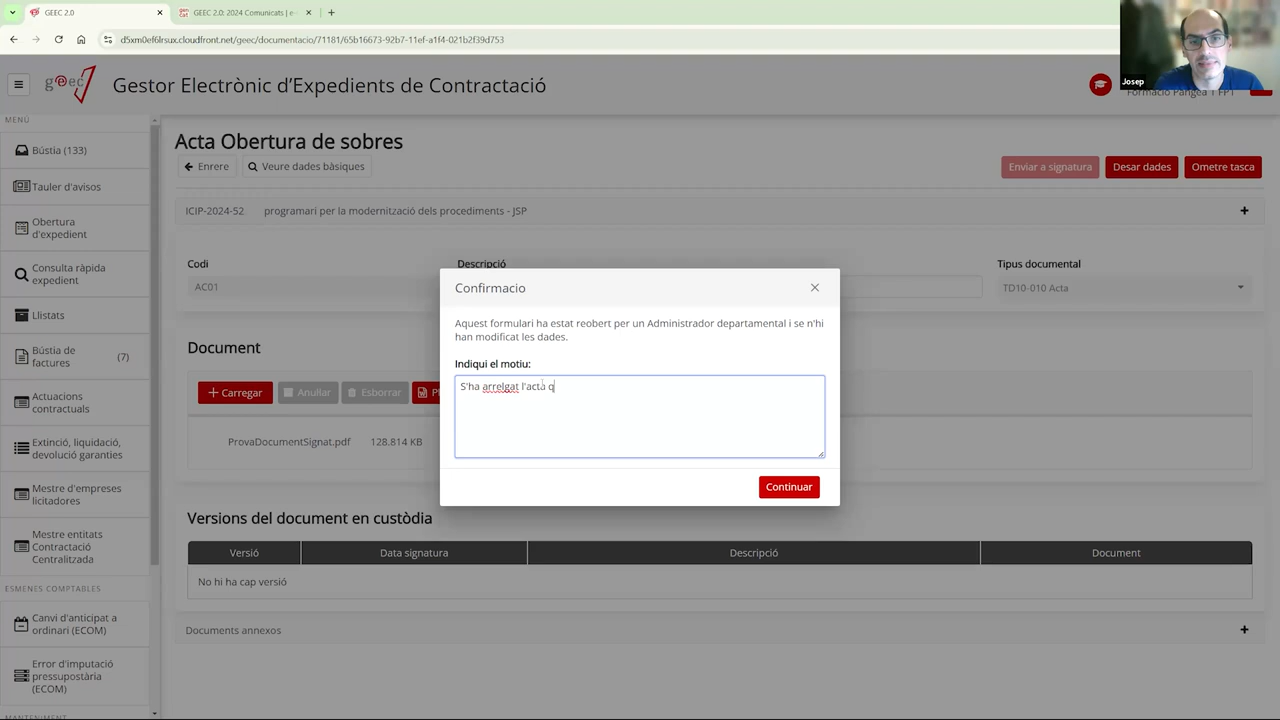 GEEC 2.0
GEEC 2.0: 2024 Comunicats | e
d5xm0ef6lrsux.cloudfront.net/geec/documentacio/71181/65b16673-92b7-11ef-a1f4-021b2f39d753
Josep
geec
Gestor Electrònic d'Expedients de Contractació
Formació Pangea 1 FP1
MENÚ
Bústia (133)
Tauler d'avisos
Obertura
d'expedient
Consulta ràpida
expedient
Llistats
Bústia de
factures
(7)
Actuacions
contractuals
Extinció, liquidació,
devolució garanties
Mestre d'empreses
licitadores
Mestre entitats
Contractació
Centralitzada
ESMENES COMPTABLES
Canvi d'anticipat a
ordinari (ECOM)
Error d'imputació
pressupostària
(ECOM)
MANTENIMENT
Acta Obertura de sobres
Enrere
Veure dades bàsiques
Enviar a signatura
Desar dades
Ometre tasca
ICIP-2024-52 programari per la modernització dels procediments - JSP
Codi
Descripció
Tipus documental
AC01
TD10-010 Acta
Confirmacio
Aquest formulari ha estat reobert per un Administrador departamental i se n'hi
han modificat les dades.
Indiqui el motiu:
S'ha arrelgat l'acta q
Continuar
Document
Carregar
Anul·lar
Esborrar
ProvaDocumentSignat.pdf 128.814 KB
Versions del document en custòdia
Versió Data signatura Descripció Document
No hi ha cap versió
Documents annexos